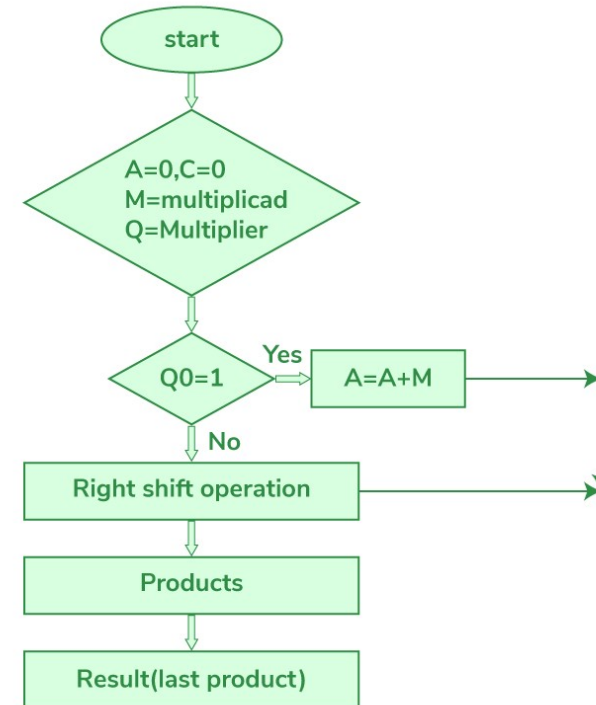 start
A=0,C=0
M=multiplicad
Q=Multiplier
Yes
Q0=1
A=A+M
No
Right shift operation
Products
Result(last product)